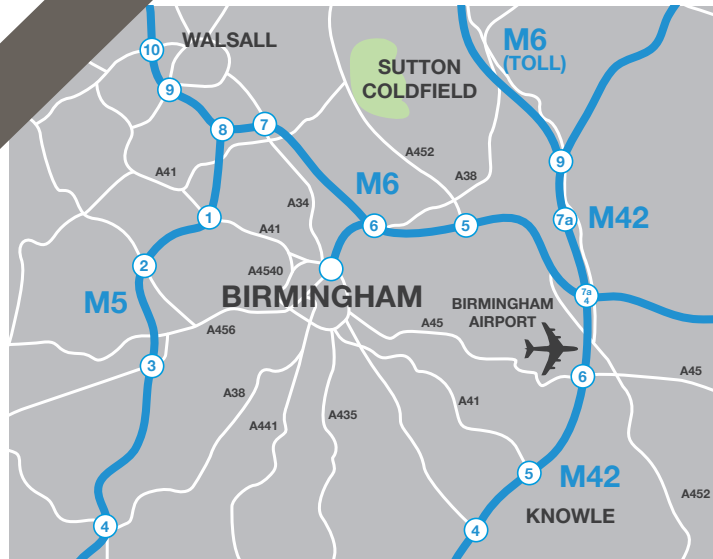 WALSALL
M6
(TOLL)
10
SUTTON
COLDFIELD
9
8
7
A452
9
A41
A38
M6
A34
1
A41
6
5
7a
M42
2
A4540
BIRMINGHAM
7a
4
M5
BIRMINGHAM
AIRPORT
A456
A45
3
6
A45
A38
A41
A441
A435
5
M42
A452
4
4
KNOWLE